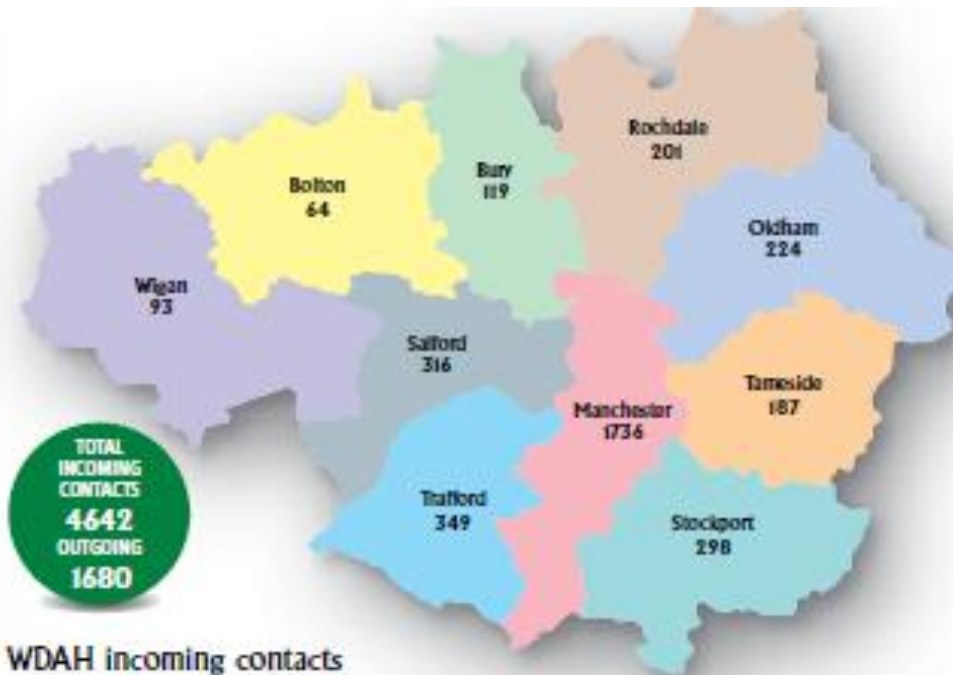 Rochdale
201
Bury
119
Bolton
64
Oldham
224
Wigan
93
Salford
316
Tameside
187
Manchester
1736
Trafford
349
Stockport
298
TOTAL
INCOMING
CONTACTS
4642
OUTGOING
1680
WDAH incoming contacts